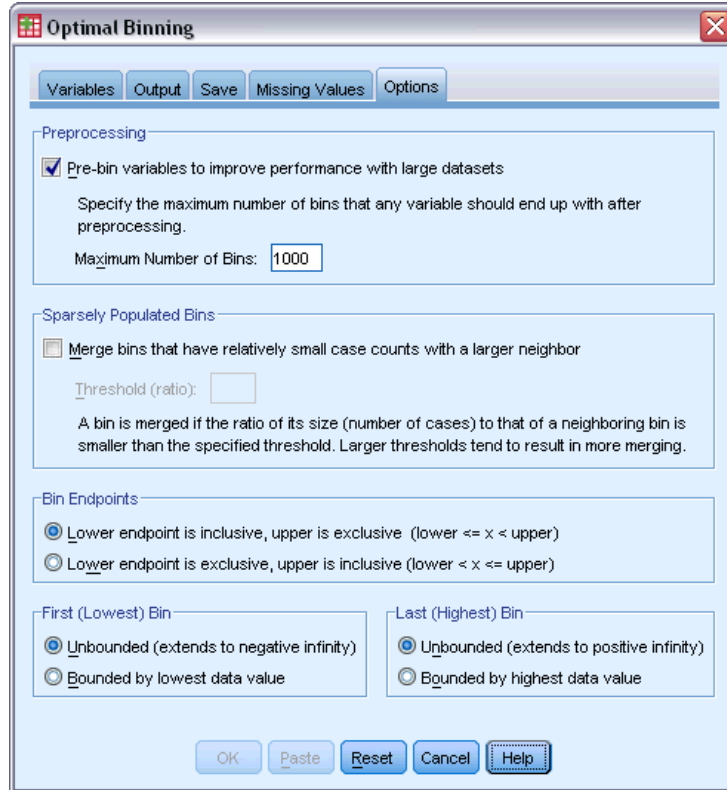 Optimal Binning
Variables Output Save Missing Values Options
Preprocessing
Pre-bin variables to improve performance with large datasets
Specify the maximum number of bins that any variable should end up with after
preprocessing.
Maximum Number of Bins: 1000
Sparsely Populated Bins
Merge bins that have relatively small case counts with a larger neighbor
Threshold (ratio):
A bin is merged if the ratio of its size (number of cases) to that of a neighboring bin is
smaller than the specified threshold. Larger thresholds tend to result in more merging.
Bin Endpoints
Lower endpoint is inclusive, upper is exclusive (lower <= x < upper)
Lower endpoint is exclusive, upper is inclusive (lower < x <= upper)
First (Lowest) Bin
Unbounded (extends to negative infinity)
Bounded by lowest data value
Last (Highest) Bin
Unbounded (extends to positive infinity)
Bounded by highest data value
OK Paste Reset Cancel Help